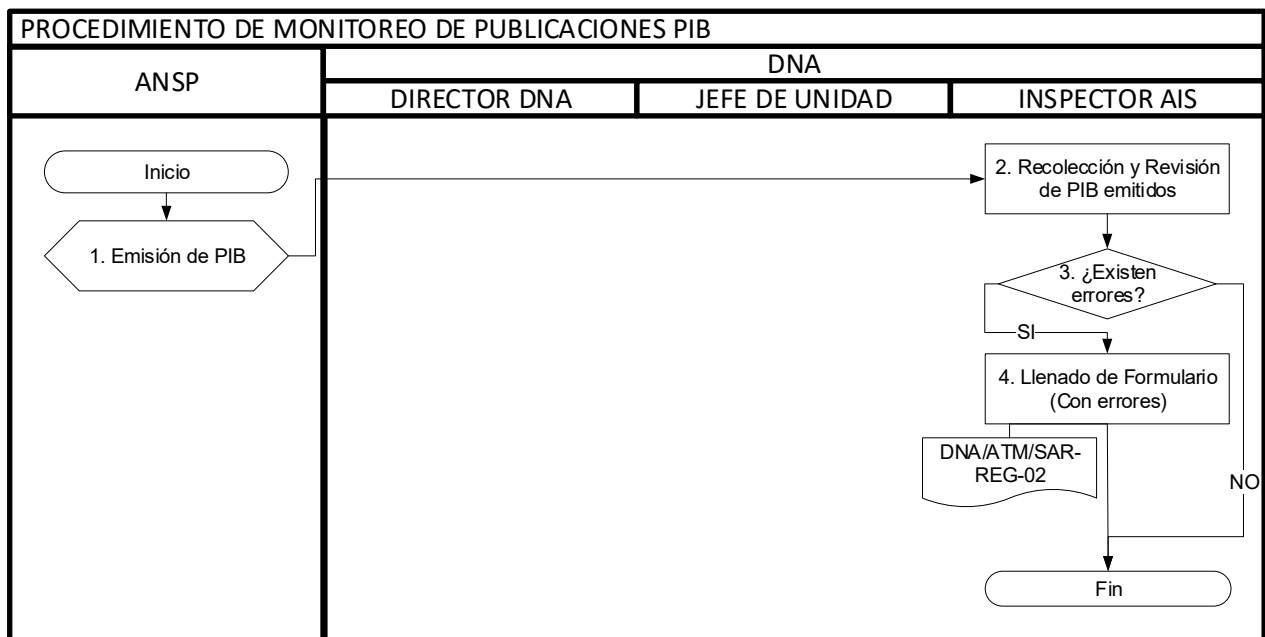 PROCEDIMIENTO DE MONITOREO DE PUBLICACIONES PIB
ANSP
DNA
DIRECTOR DNA
JEFE DE UNIDAD
INSPECTOR AIS
Inicio
1. Emisión de PIB
2. Recolección y Revisión
de PIB emitidos
3. ¿Existen
errores?
SI
4. Llenado de Formulario
(Con errores)
DNA/ATM/SAR-
REG-02
NO
Fin